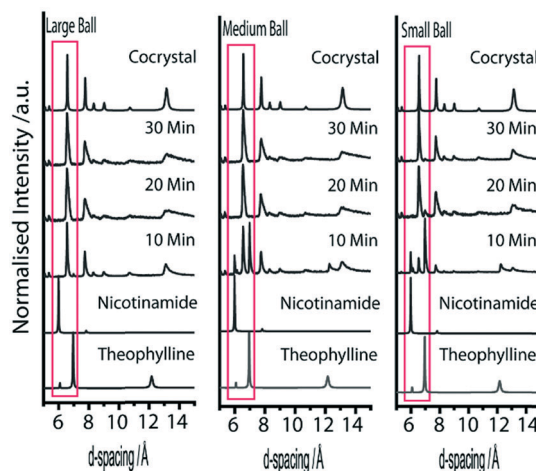 Large Ball
Medium Ball
Small Ball
Normalised Intensity /a.u.
Cocrystal
30 Min
20 Min
10 Min
Nicotinamide
Theophylline
Cocrystal
30 Min
20 Min
10 Min
Nicotinamide
Theophylline
Cocrystal
30 Min
20 Min
10 Min
Nicotinamide
Theophylline
6 8 10 12 14
6 8 10 12 14
6 8 10 12 14
d-spacing /Å
d-spacing /Å
d-spacing /Å